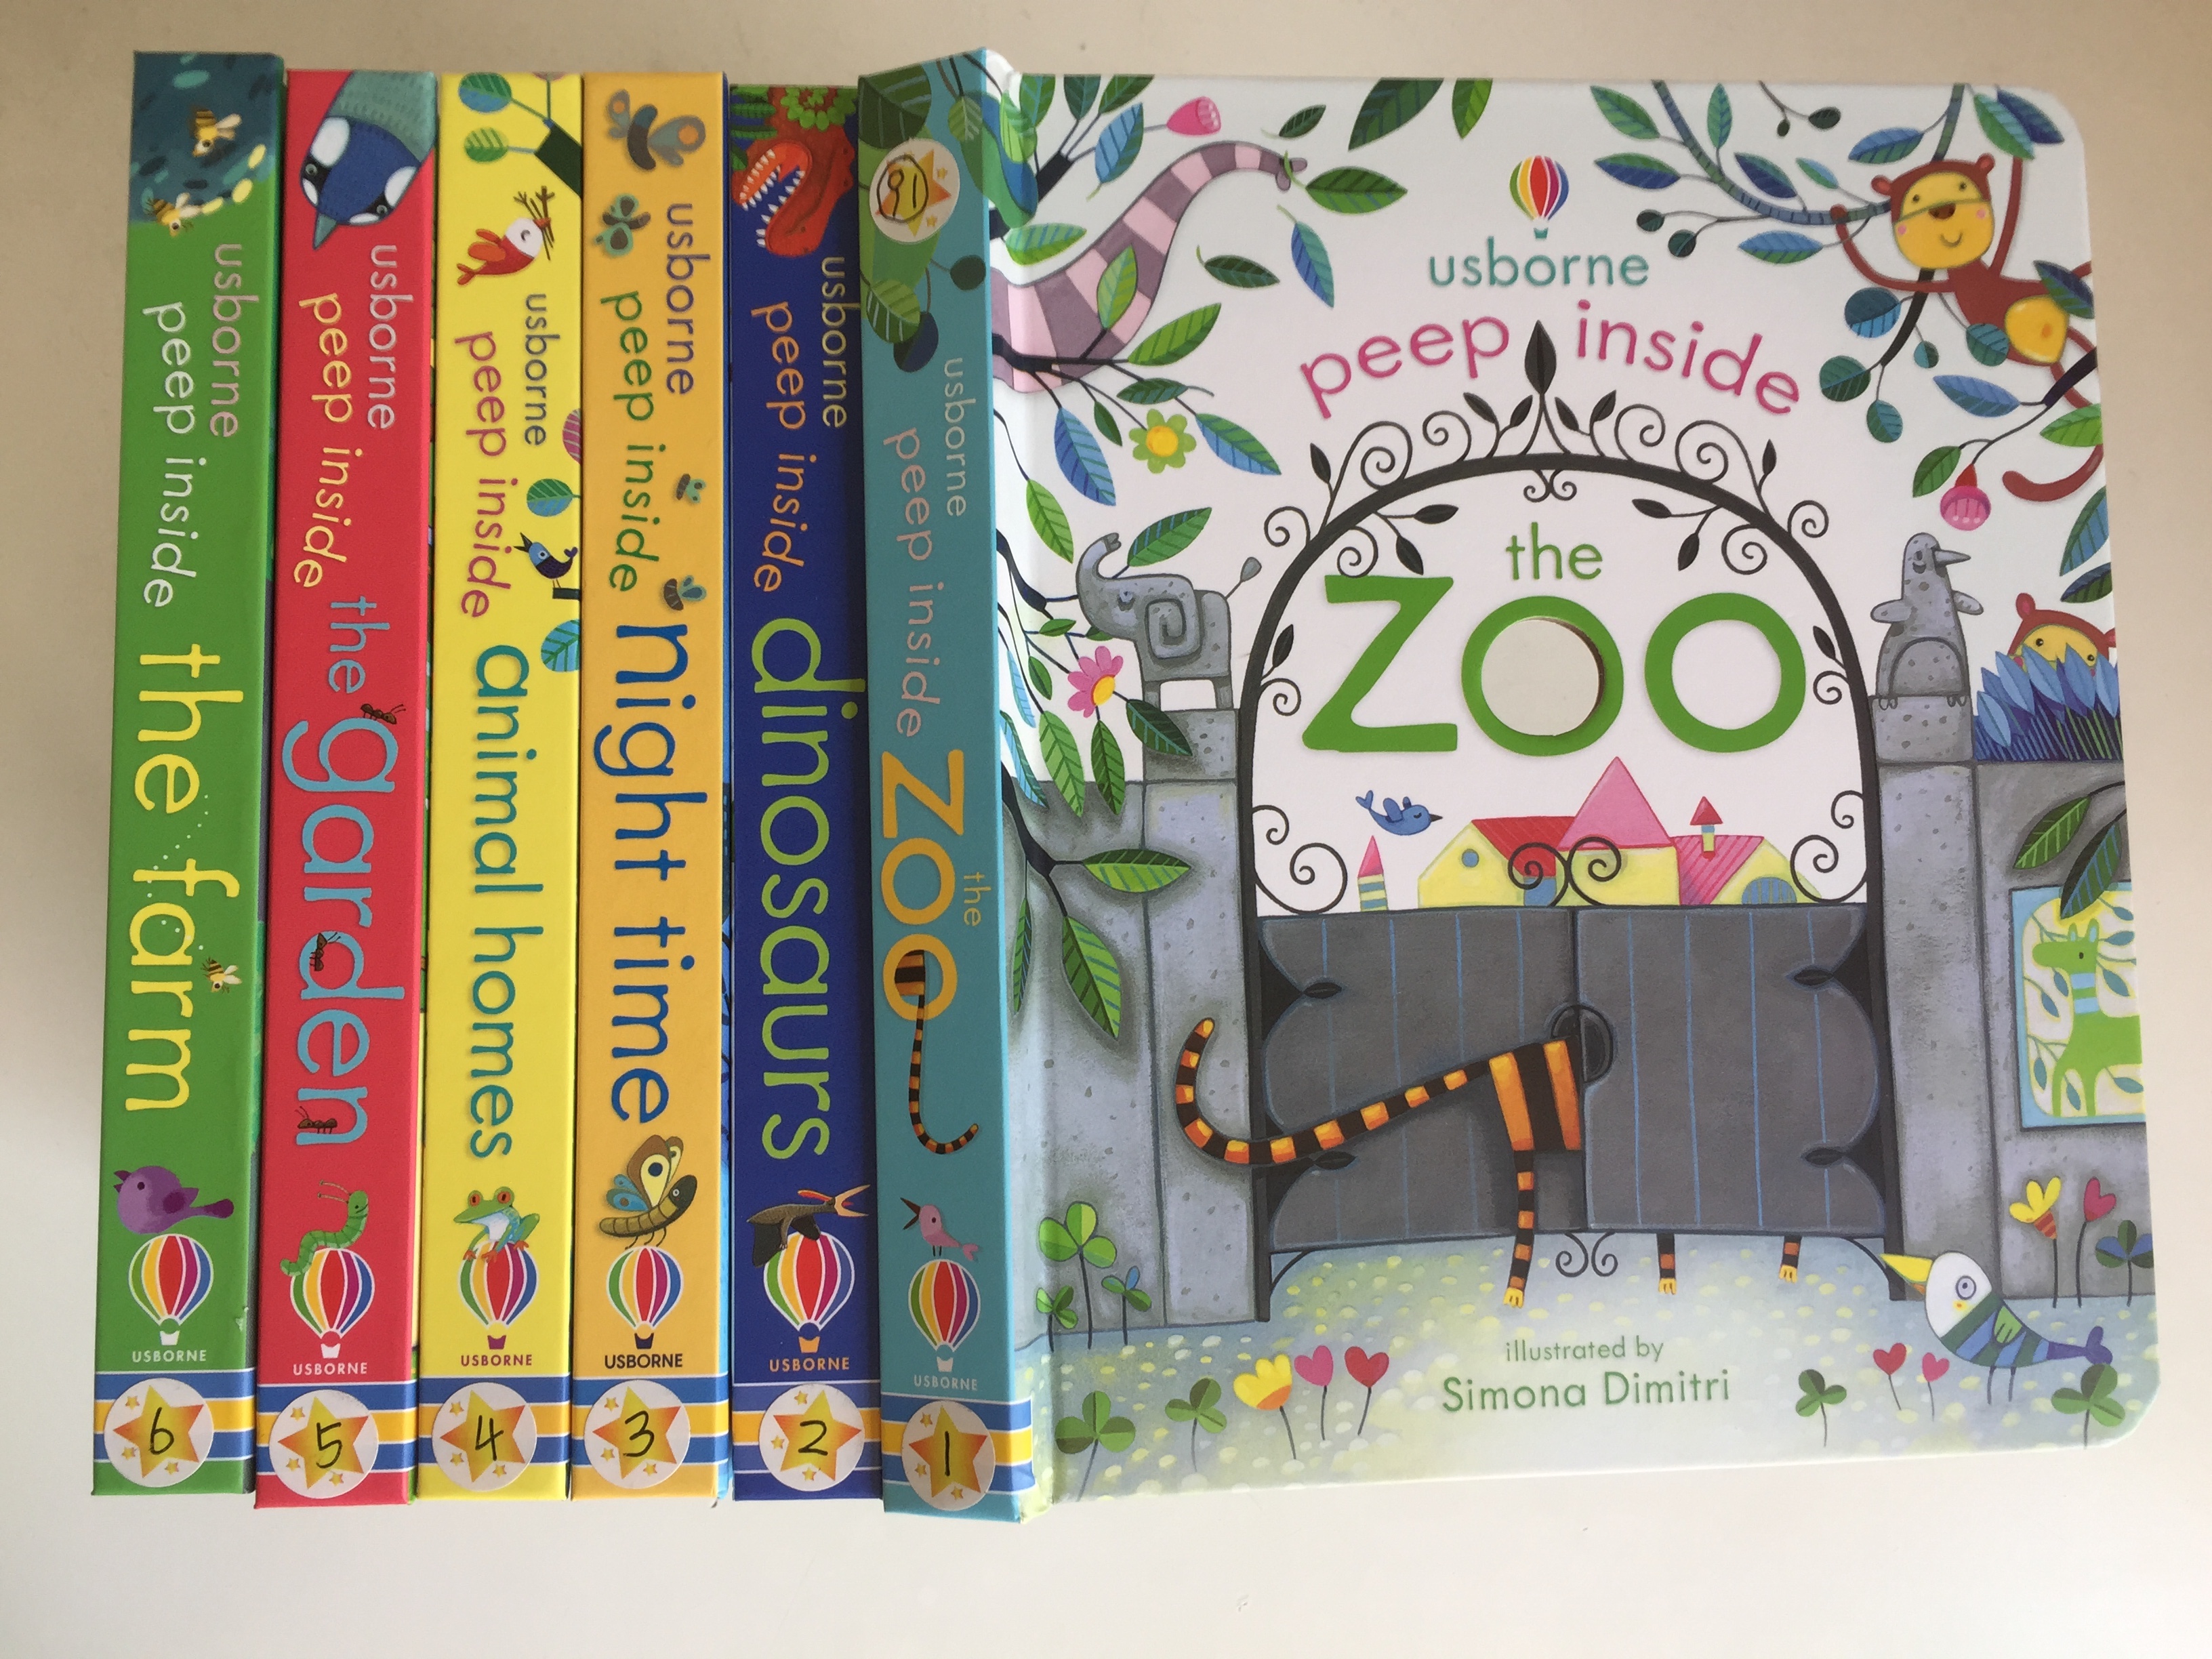 usborne
peep inside
the farm
USBORNE
6
usborne
peep inside
the garden
USBORNE
5
usborne
peep inside
animal homes
USBORNE
4
usborne
peep inside
night time
USBORNE
3
usborne
peep inside
dinosaurs
USBORNE
2
usborne
peep inside
the
zoo
USBORNE
1
usborne
peep inside
the
zoo
illustrated by
Simona Dimitri